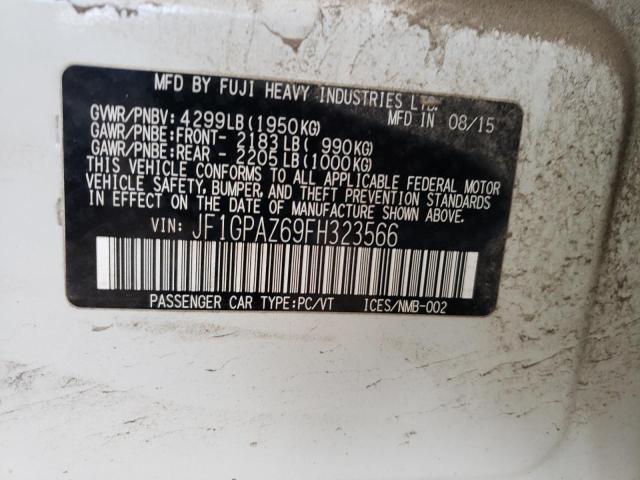 MFD BY FUJI HEAVY INDUSTRIES LTD.
GVWR/PNBV: 4299LB(1950KG) MFD IN 08/15
GAWR/PNBE:FRONT- 2183LB( 990KG)
GAWR/PNBE:REAR - 2205LB(1000KG)
THIS VEHICLE CONFORMS TO ALL APPLICABLE FEDERAL MOTOR
VEHICLE SAFETY, BUMPER, AND THEFT PREVENTION STANDARDS
IN EFFECT ON THE DATE OF MANUFACTURE SHOWN ABOVE.
VIN: JF1GPAZ69FH323566
PASSENGER CAR TYPE:PC/VT ICES/NMB-002